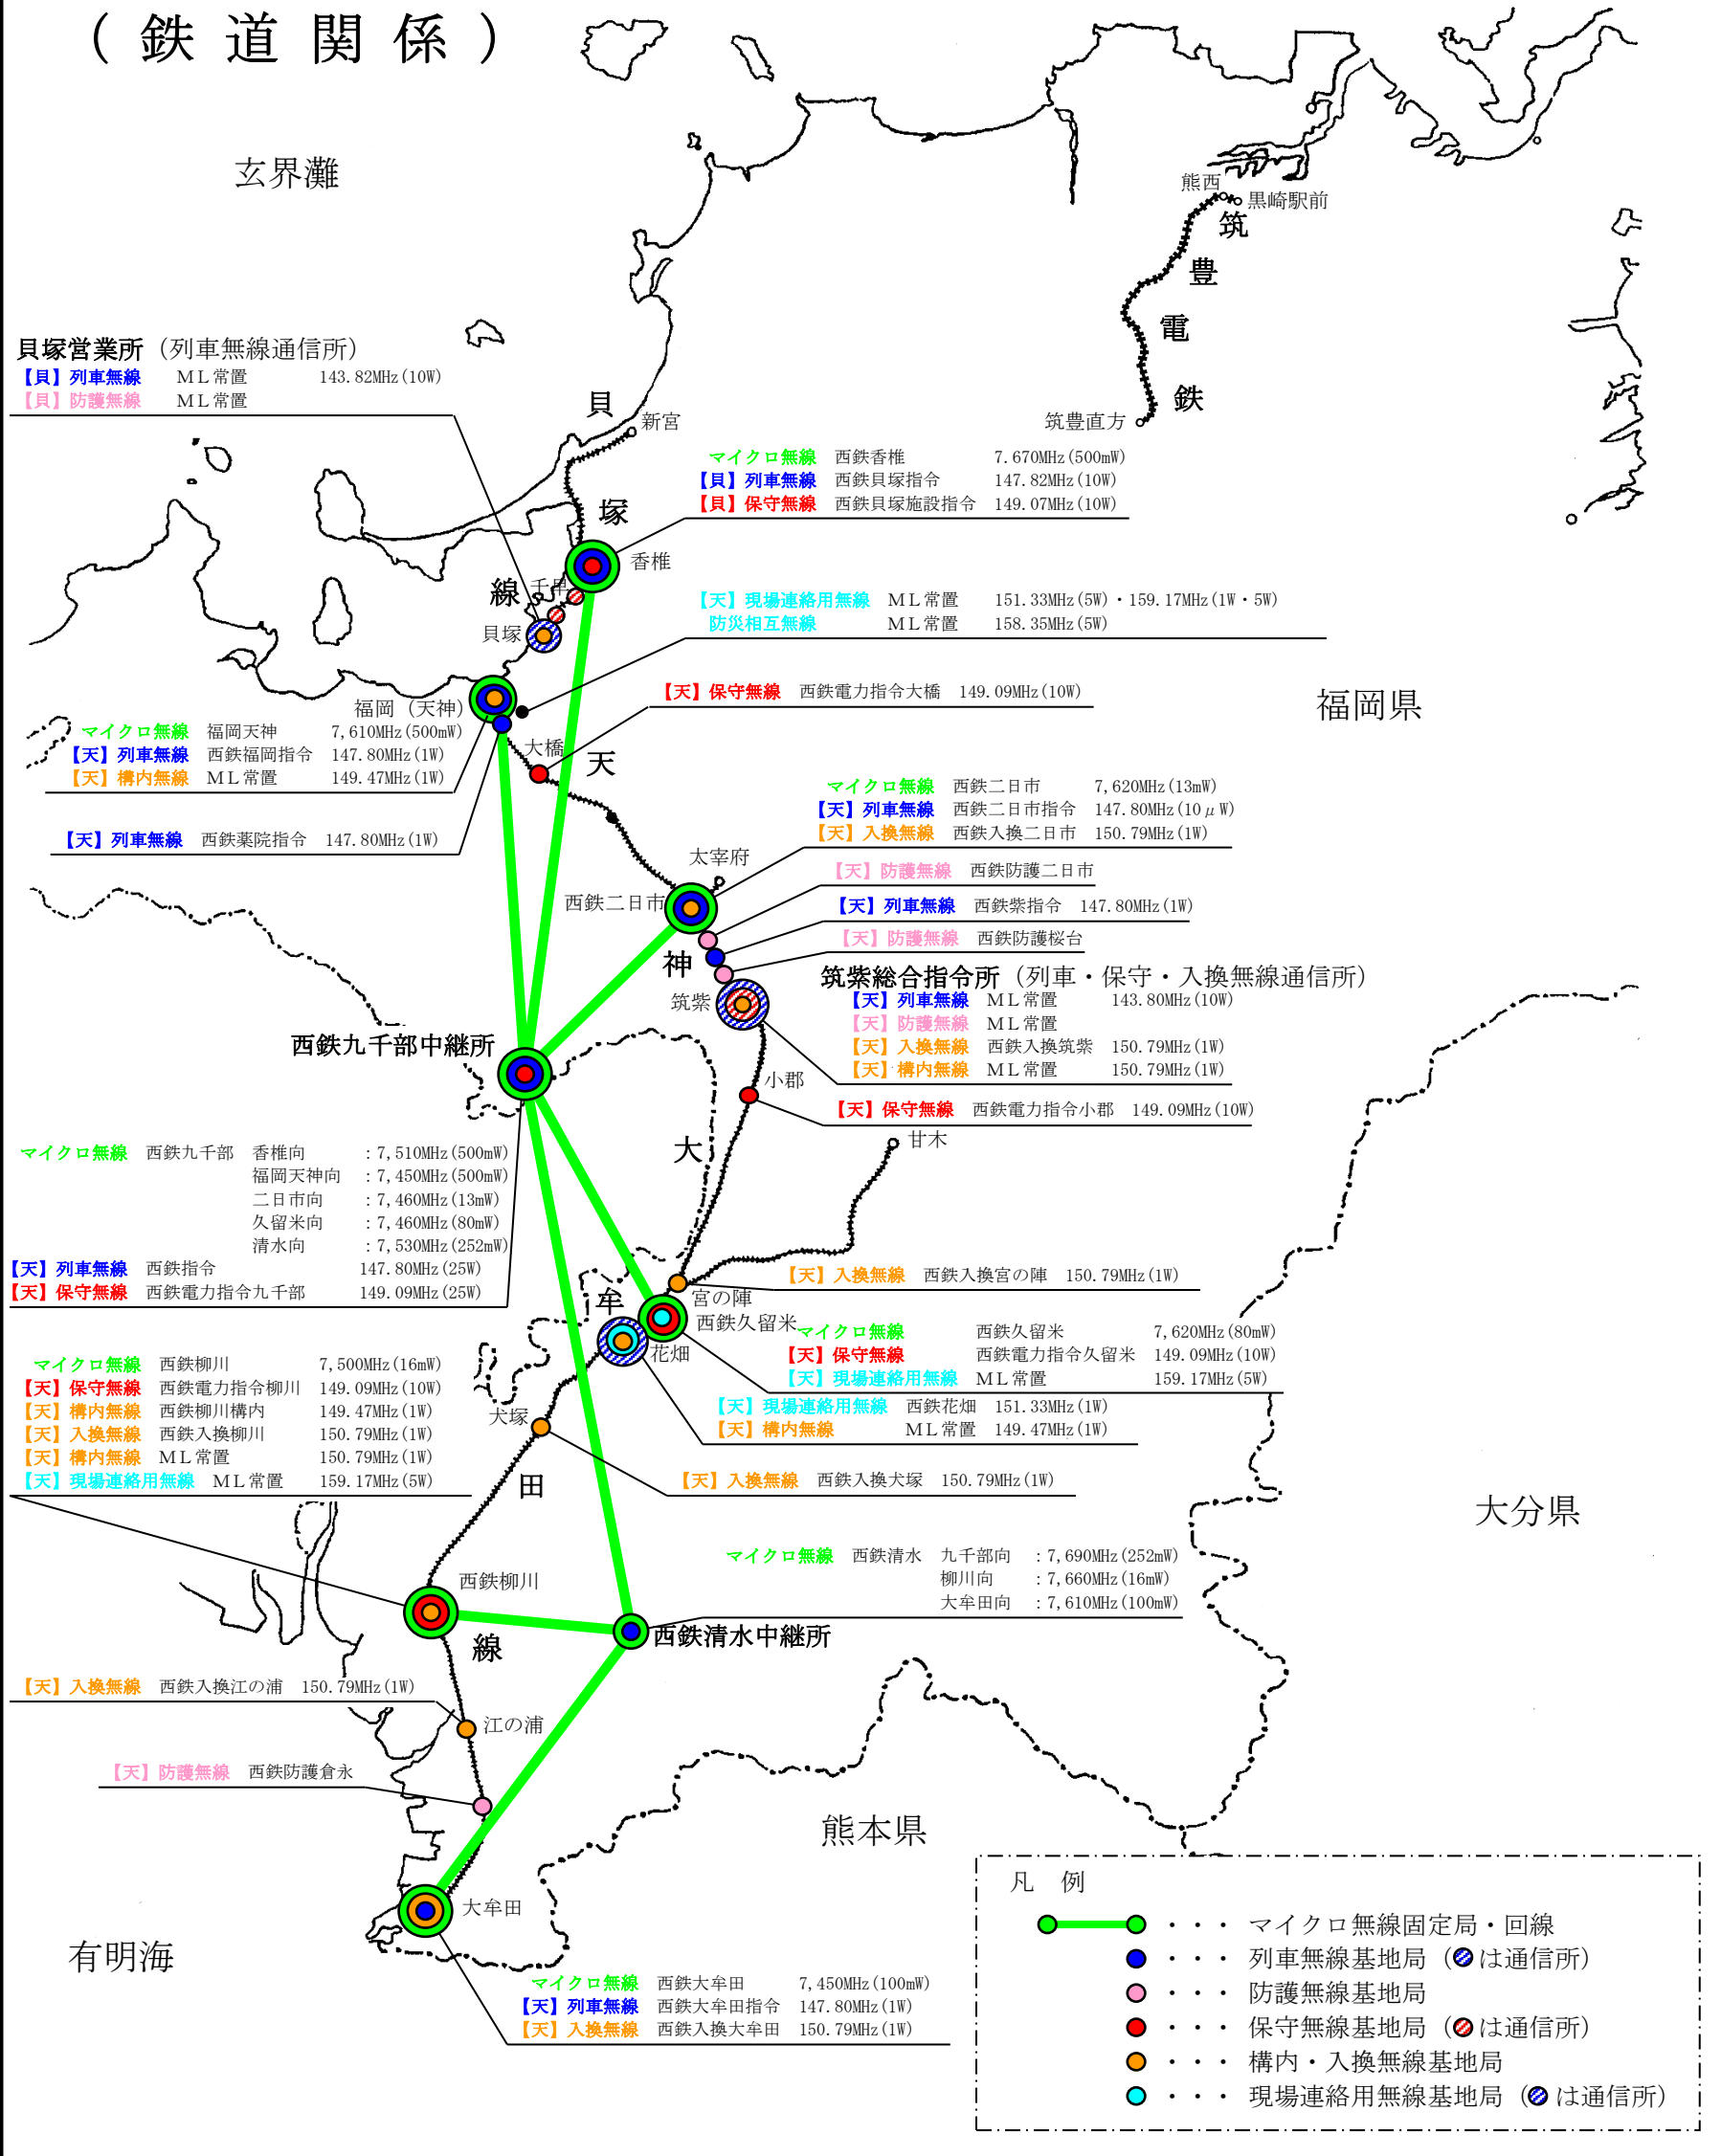 （鉄道関係）
玄界灘
熊西
黒崎駅前
筑豊電鉄
筑豊直方
貝塚営業所（列車無線通信所）
【貝】列車無線　ＭＬ常置　143.82MHz(10W)
【貝】防護無線　ＭＬ常置
貝塚線
新宮
マイクロ無線　西鉄香椎　7.670MHz(500mW)
【貝】列車無線　西鉄貝塚指令　147.82MHz(10W)
【貝】保守無線　西鉄貝塚施設指令　149.07MHz(10W)
香椎
千早
貝塚
【天】現場連絡用無線　ＭＬ常置　151.33MHz(5W)・159.17MHz(1W・5W)
防災相互無線　ＭＬ常置　158.35MHz(5W)
福岡県
【天】保守無線　西鉄電力指令大橋　149.09MHz(10W)
福岡（天神）
マイクロ無線　福岡天神　7,610MHz(500mW)
【天】列車無線　西鉄福岡指令　147.80MHz(1W)
【天】構内無線　ＭＬ常置　149.47MHz(1W)
大橋
天神大牟田線
【天】列車無線　西鉄薬院指令　147.80MHz(1W)
マイクロ無線　西鉄二日市　7,620MHz(13mW)
【天】列車無線　西鉄二日市指令　147.80MHz(10μW)
【天】入換無線　西鉄入換二日市　150.79MHz(1W)
太宰府
西鉄二日市
【天】防護無線　西鉄防護二日市
【天】列車無線　西鉄紫指令　147.80MHz(1W)
【天】防護無線　西鉄防護桜台
筑紫
筑紫総合指令所（列車・保守・入換無線通信所）
【天】列車無線　ＭＬ常置　143.80MHz(10W)
【天】防護無線　ＭＬ常置
【天】入換無線　西鉄入換筑紫　150.79MHz(1W)
【天】構内無線　ＭＬ常置　150.79MHz(1W)
西鉄九千部中継所
小郡
【天】保守無線　西鉄電力指令小郡　149.09MHz(10W)
甘木
マイクロ無線　西鉄九千部　香椎向　：7,510MHz(500mW)
福岡天神向　：7,450MHz(500mW)
二日市向　：7,460MHz(13mW)
久留米向　：7,460MHz(80mW)
清水向　：7,530MHz(252mW)
【天】列車無線　西鉄指令　147.80MHz(25W)
【天】保守無線　西鉄電力指令九千部　149.09MHz(25W)
【天】入換無線　西鉄入換宮の陣　150.79MHz(1W)
宮の陣
西鉄久留米
マイクロ無線　西鉄久留米　7,620MHz(80mW)
【天】保守無線　西鉄電力指令久留米　149.09MHz(10W)
【天】現場連絡用無線　ＭＬ常置　159.17MHz(5W)
花畑
【天】現場連絡用無線　西鉄花畑　151.33MHz(1W)
【天】構内無線　ＭＬ常置　149.47MHz(1W)
マイクロ無線　西鉄柳川　7,500MHz(16mW)
【天】保守無線　西鉄電力指令柳川　149.09MHz(10W)
【天】構内無線　西鉄柳川構内　149.47MHz(1W)
【天】入換無線　西鉄入換柳川　150.79MHz(1W)
【天】構内無線　ＭＬ常置　150.79MHz(1W)
【天】現場連絡用無線　ＭＬ常置　159.17MHz(5W)
犬塚
【天】入換無線　西鉄入換犬塚　150.79MHz(1W)
大分県
マイクロ無線　西鉄清水　九千部向　：7,690MHz(252mW)
柳川向　：7,660MHz(16mW)
大牟田向　：7,610MHz(100mW)
西鉄柳川
西鉄清水中継所
【天】入換無線　西鉄入換江の浦　150.79MHz(1W)
江の浦
【天】防護無線　西鉄防護倉永
熊本県
大牟田
有明海
マイクロ無線　西鉄大牟田　7,450MHz(100mW)
【天】列車無線　西鉄大牟田指令　147.80MHz(1W)
【天】入換無線　西鉄入換大牟田　150.79MHz(1W)
凡　例
・・・　マイクロ無線固定局・回線
・・・　列車無線基地局（　は通信所）
・・・　防護無線基地局
・・・　保守無線基地局（　は通信所）
・・・　構内・入換無線基地局
・・・　現場連絡用無線基地局（　は通信所）